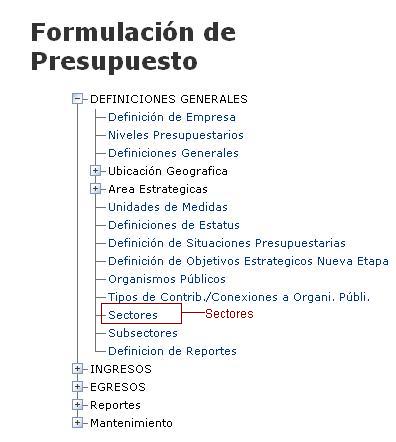 Formulación de
Presupuesto
DEFINICIONES GENERALES
Definición de Empresa
Niveles Presupuestarios
Definiciones Generales
Ubicación Geografica
Area Estrategicas
Unidades de Medidas
Definiciones de Estatus
Definición de Situaciones Presupuestarias
Definición de Objetivos Estrategicos Nueva Etapa
Organismos Públicos
Tipos de Contrib./Conexiones a Organi. Públi.
Sectores Sectores
Subsectores
Definicion de Reportes
INGRESOS
EGRESOS
Reportes
Mantenimiento